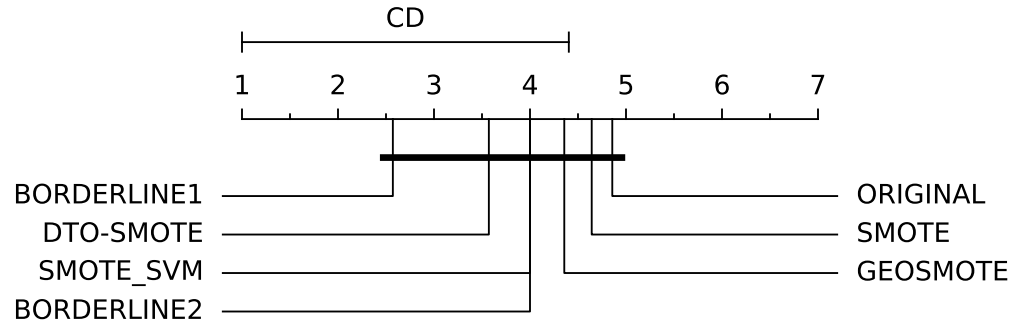 CD
1 2 3 4 5 6 7
BORDERLINE1 ORIGINAL
DTO-SMOTE SMOTE
SMOTE_SVM GEOSMOTE
BORDERLINE2